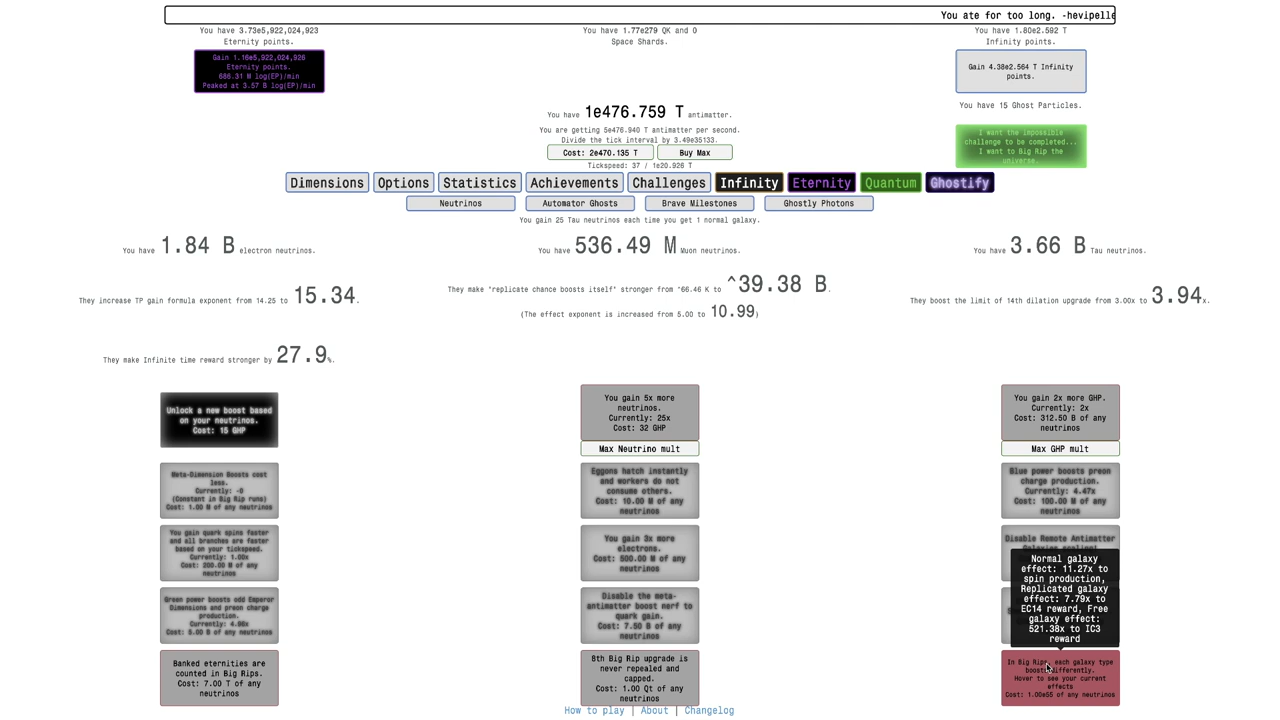 You ate for too long. -hevipelle
You have 3.73e5,922,024,923
Eternity points.
You have 1.77e279 QK and 0
Space Shards.
You have 1.80e2.592 T
Infinity points.
Gain 1.16e5,922,024,926
Eternity points.
686.31 M log(EP)/min
Peaked at 3.57 B log(EP)/min
Gain 4.38e2.564 T Infinity
points.
You have 15 Ghost Particles.
You have 1e476.759 T antimatter.
You are getting 5e476.940 T antimatter per second.
Divide the tick interval by 3.49e35133.
Cost: 2e470.135 T
Buy Max
Tickspeed: 37 / 1e20.926 T
I want the impossible
challenge to be completed...
I want to Big Rip the
universe.
Dimensions
Options
Statistics
Achievements
Challenges
Infinity
Eternity
Quantum
Ghostify
Neutrinos
Automator Ghosts
Brave Milestones
Ghostly Photons
You gain 25 Tau neutrinos each time you get 1 normal galaxy.
You have 1.84 B electron neutrinos.
You have 536.49 M Muon neutrinos.
You have 3.66 B Tau neutrinos.
They increase TP gain formula exponent from 14.25 to 15.34.
They make "replicate chance boosts itself" stronger from ^66.46 K to ^39.38 B.
(The effect exponent is increased from 5.00 to 10.99)
They boost the limit of 14th dilation upgrade from 3.00x to 3.94x.
They make Infinite time reward stronger by 27.9%.
Unlock a new boost based
on your neutrinos.
Cost: 15 GHP
You gain 5x more
neutrinos.
Currently: 25x
Cost: 32 GHP
Max Neutrino mult
You gain 2x more GHP.
Currently: 2x
Cost: 312.50 B of any
neutrinos
Max GHP mult
Meta-Dimension Boosts cost
less.
Currently: -0
(Constant in Big Rip runs)
Cost: 1.00 M of any neutrinos
Eggons hatch instantly
and workers do not
consume others.
Cost: 10.00 M of any
neutrinos
Blue power boosts preon
charge production.
Currently: 4.47x
Cost: 100.00 M of any
neutrinos
You gain quark spins faster
and all branches are faster
based on your tickspeed.
Currently: 1.00x
Cost: 200.00 M of any
neutrinos
You gain 3x more
electrons.
Cost: 500.00 M of any
neutrinos
Disable Remote Antimatter
Green power boosts odd Emperor
Dimensions and preon charge
production.
Currently: 4.98x
Cost: 5.00 B of any neutrinos
Disable the meta-
antimatter boost nerf to
quark gain.
Cost: 7.50 B of any
neutrinos
Normal galaxy
effect: 11.27x to
spin production,
Replicated galaxy
effect: 7.79x to
EC14 reward, Free
galaxy effect:
521.38x to IC3
reward
Banked eternities are
counted in Big Rips.
Cost: 7.00 T of any
neutrinos
8th Big Rip upgrade is
never repealed and
capped.
Cost: 1.00 Qt of any
neutrinos
In Big Rips, each galaxy type
boosts differently.
Hover to see your current
effects
Cost: 1.00e55 of any neutrinos
How to play | About | Changelog